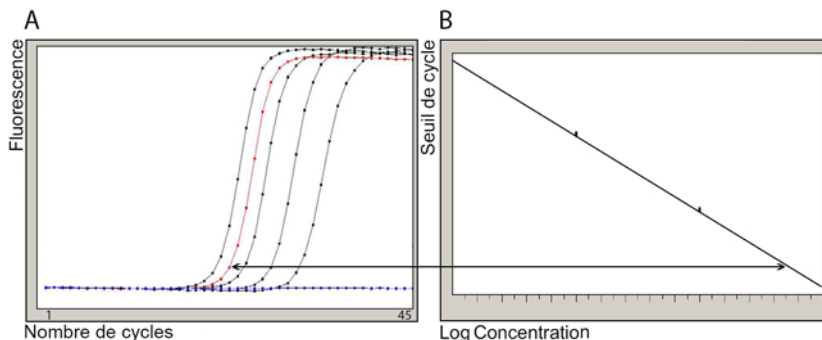 A
B
Fluorescence
1
45
Nombre de cycles
Seuil de cycle
Log Concentration